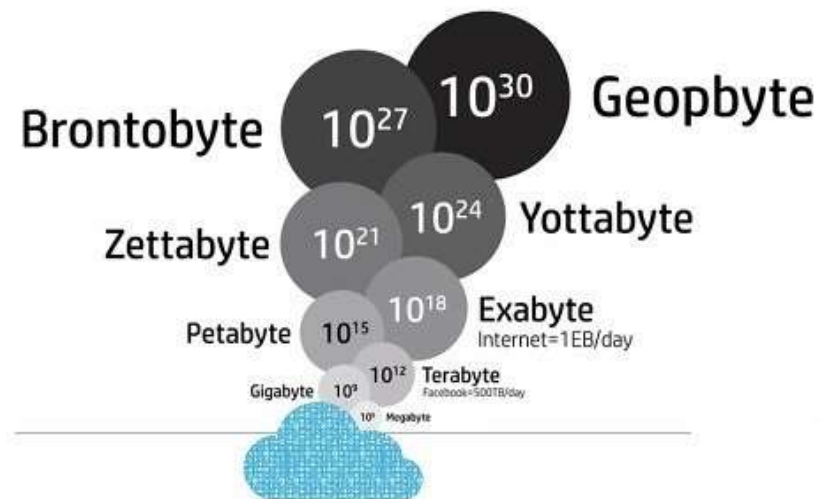 10³⁰ Geopbyte
Brontobyte 10²⁷
10²⁴ Yottabyte
Zettabyte 10²¹
10¹⁸ Exabyte
Internet=1EB/day
Petabyte 10¹⁵
10¹² Terabyte
Facebook=500TB/day
Gigabyte 10⁹
Megabyte